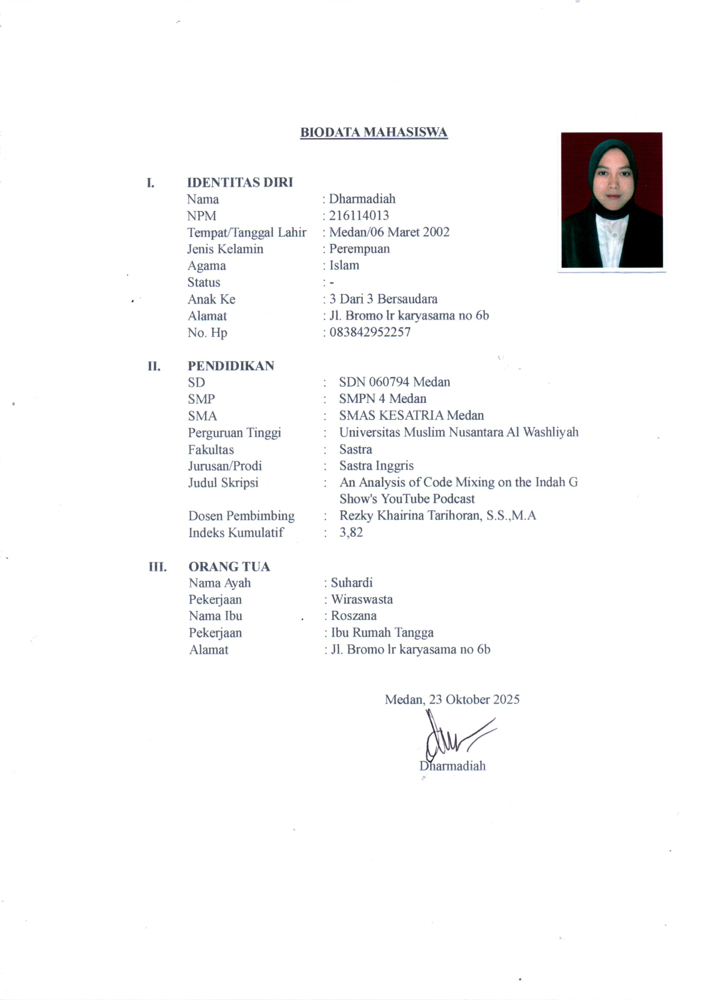 BIODATA MAHASISWA
I. IDENTITAS DIRI
Nama : Dharmadiah
NPM : 216114013
Tempat/Tanggal Lahir : Medan/06 Maret 2002
Jenis Kelamin : Perempuan
Agama : Islam
Status : -
Anak Ke : 3 Dari 3 Bersaudara
Alamat : Jl. Bromo lr karyasama no 6b
No. Hp : 083842952257
II. PENDIDIKAN
SD : SDN 060794 Medan
SMP : SMPN 4 Medan
SMA : SMAS KESATRIA Medan
Perguruan Tinggi : Universitas Muslim Nusantara Al Washliyah
Fakultas : Sastra
Jurusan/Prodi : Sastra Inggris
Judul Skripsi : An Analysis of Code Mixing on the Indah G
Show's YouTube Podcast
Dosen Pembimbing : Rezky Khairina Tarihoran, S.S.,M.A
Indeks Kumulatif : 3,82
III. ORANG TUA
Nama Ayah : Suhardi
Pekerjaan : Wiraswasta
Nama Ibu : Roszana
Pekerjaan : Ibu Rumah Tangga
Alamat : Jl. Bromo lr karyasama no 6b
Medan, 23 Oktober 2025
Dharmadiah